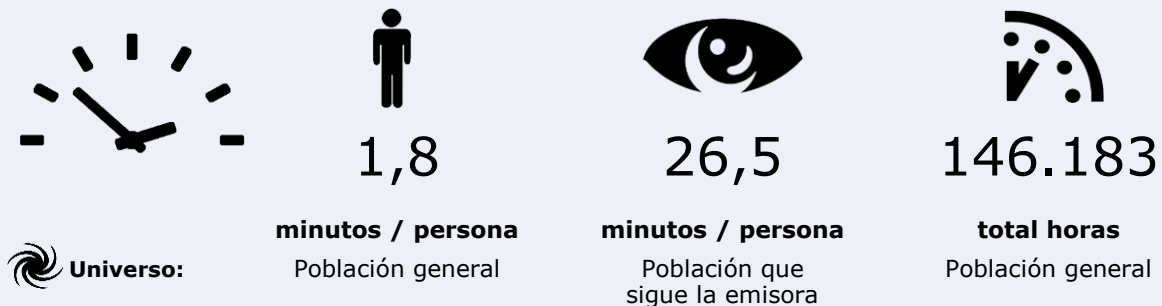 1,8
26,5
146.183
minutos / persona
minutos / persona
total horas
Universo:
Población general
Población que
sigue la emisora
Población general